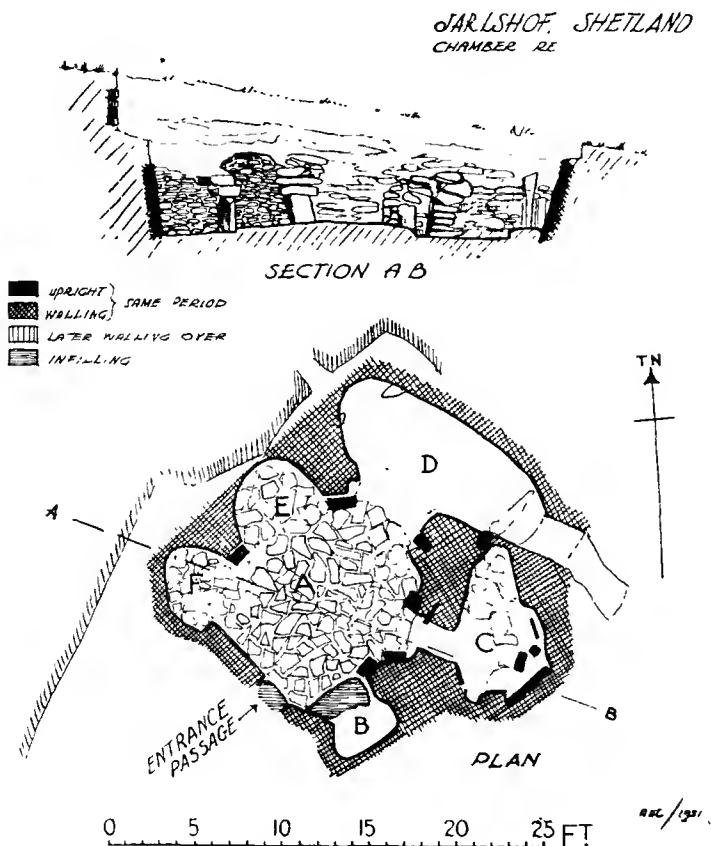 JARLSHOF, SHETLAND
CHAMBER RE
SECTION A B
UPRIGHT
WALLING
SAME PERIOD
LATER WALLING OVER
INFILLING
TN
D
A
E
F
A
C
B
B
ENTRANCE
PASSAGE
PLAN
/1931.
0 5 10 15 20 25 FT